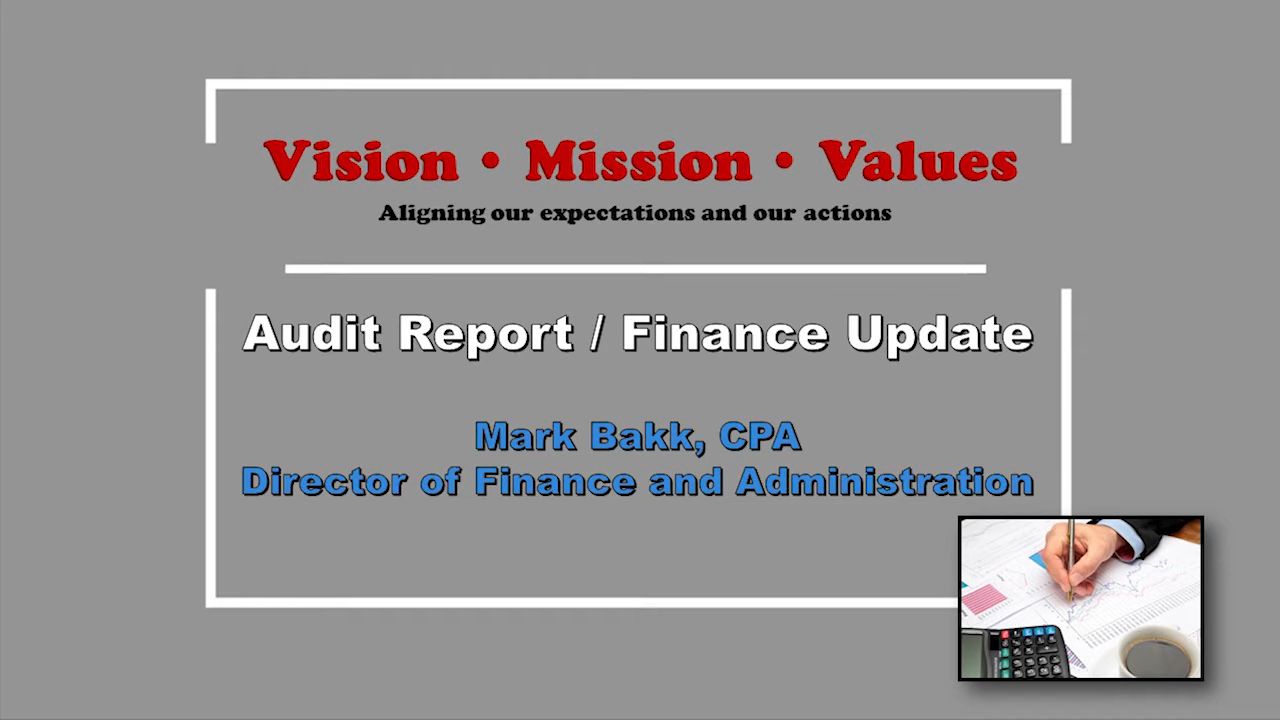 Vision • Mission • Values
Aligning our expectations and our actions
Audit Report / Finance Update
Mark Bakk, CPA
Director of Finance and Administration